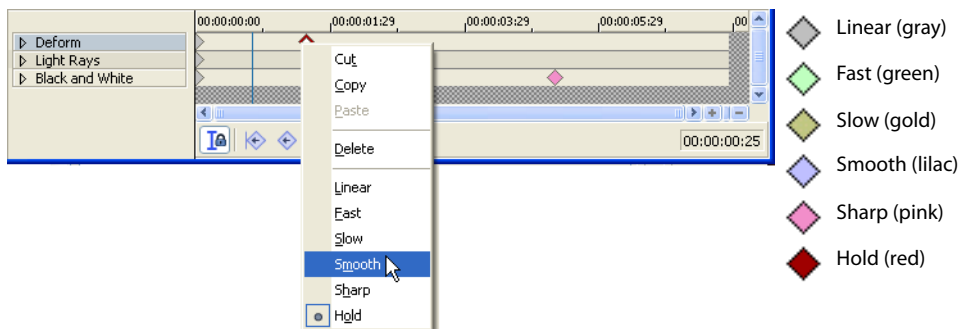 00:00:00:00 00:00:01:29 00:00:03:29 00:00:05:29 00
Deform
Light Rays
Black and White
00:00:00:25
Cut
Copy
Paste
Delete
Linear
Fast
Slow
Smooth
Sharp
Hold
Linear (gray)
Fast (green)
Slow (gold)
Smooth (lilac)
Sharp (pink)
Hold (red)